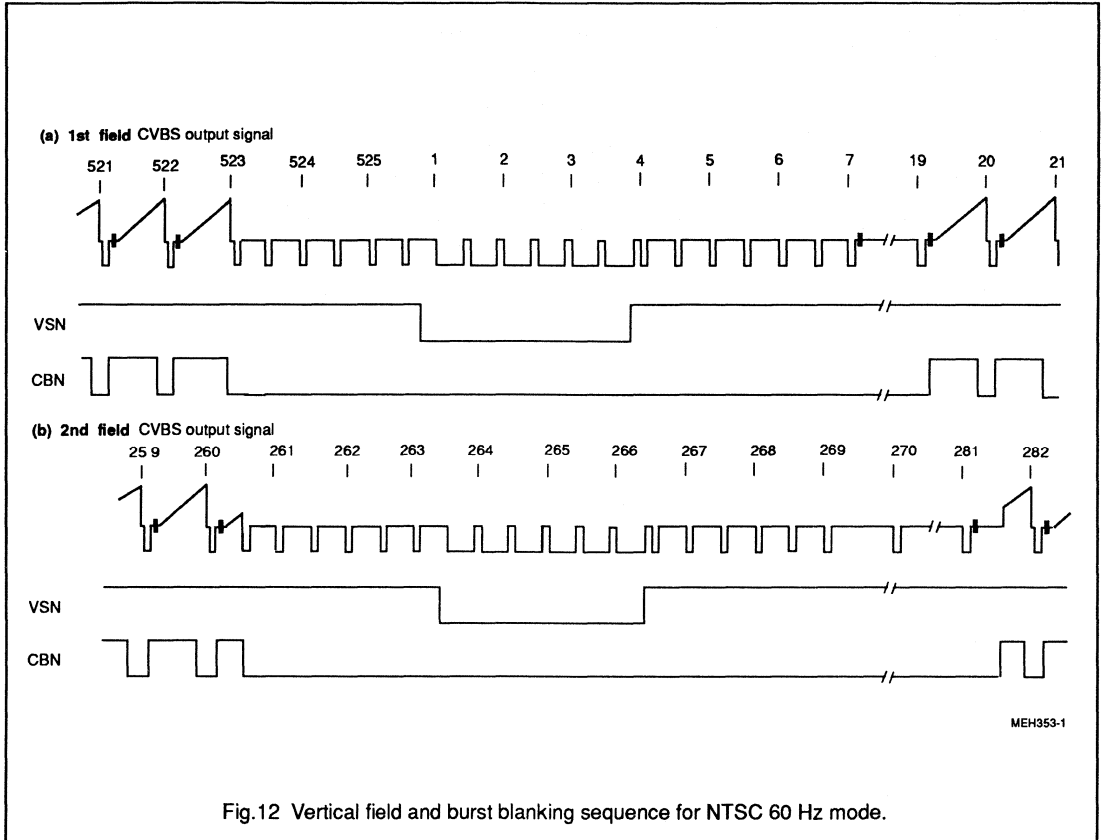 (a) 1st field CVBS output signal
521 522 523 524 525 1 2 3 4 5 6 7 19 20 21
VSN
CBN
(b) 2nd field CVBS output signal
25 9 260 261 262 263 264 265 266 267 268 269 270 281 282
VSN
CBN
MEH353-1
Fig.12 Vertical field and burst blanking sequence for NTSC 60 Hz mode.